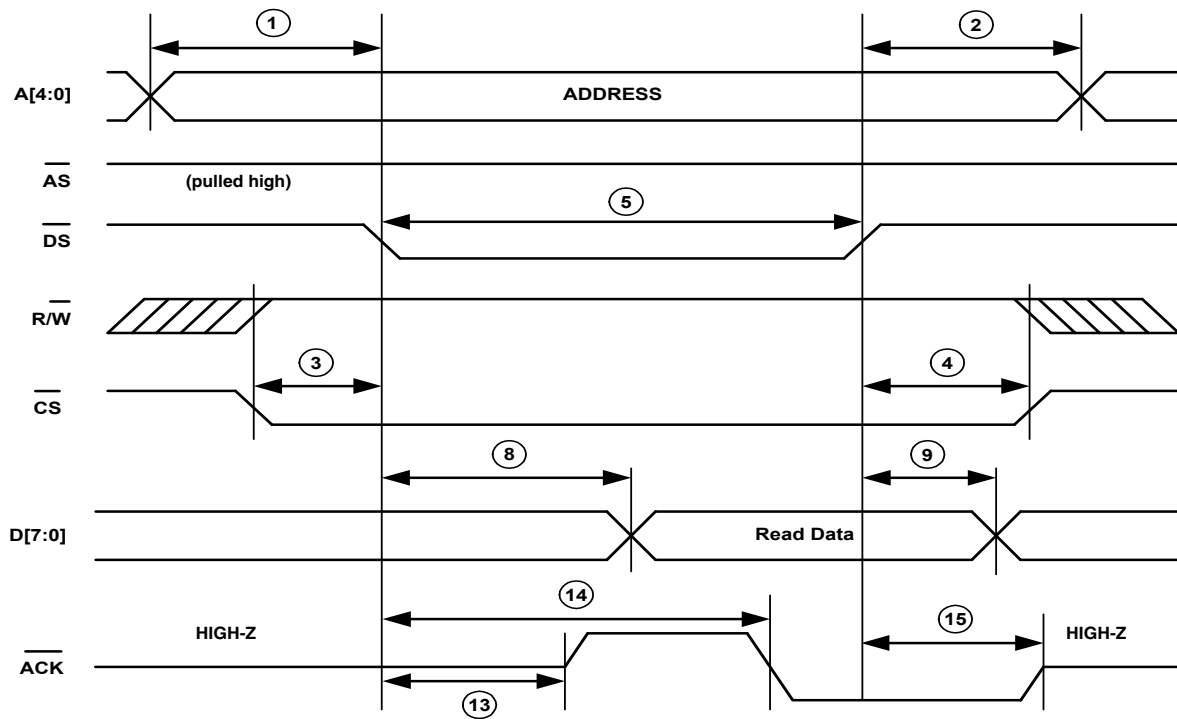 1
2
A[4:0]
ADDRESS
AS
(pulled high)
5
DS
R/W
3
4
CS
8
9
D[7:0]
Read Data
14
HIGH-Z
15
HIGH-Z
ACK
13